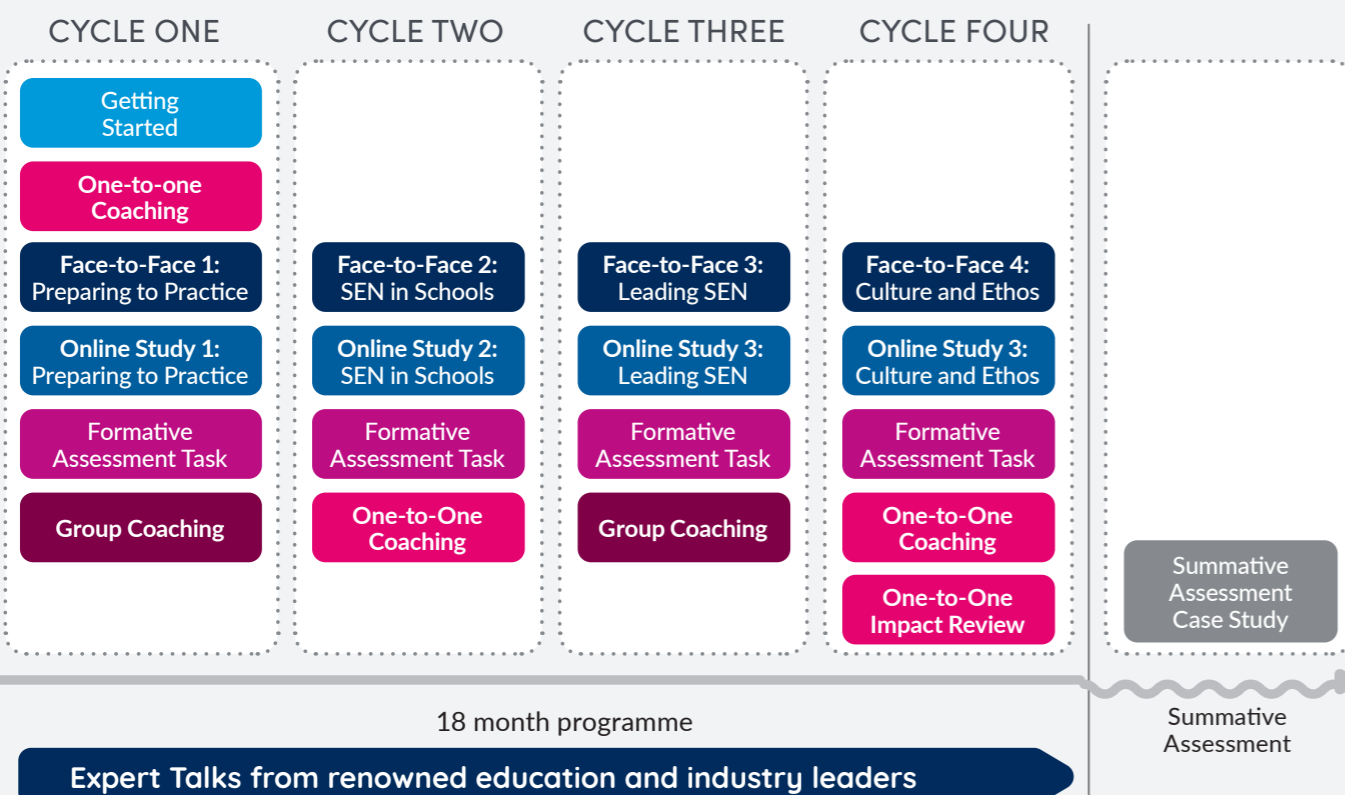 CYCLE ONE
Getting
Started
One-to-one
Coaching
Face-to-Face 1:
Preparing to Practice
Online Study 1:
Preparing to Practice
Formative
Assessment Task
Group Coaching
CYCLE TWO
Face-to-Face 2:
SEN in Schools
Online Study 2:
SEN in Schools
Formative
Assessment Task
One-to-One
Coaching
CYCLE THREE
Face-to-Face 3:
Leading SEN
Online Study 3:
Leading SEN
Formative
Assessment Task
Group Coaching
CYCLE FOUR
Face-to-Face 4:
Culture and Ethos
Online Study 3:
Culture and Ethos
Formative
Assessment Task
One-to-One
Coaching
One-to-One
Impact Review
Summative
Assessment
Case Study
18 month programme
Summative
Assessment
Expert Talks from renowned education and industry leaders